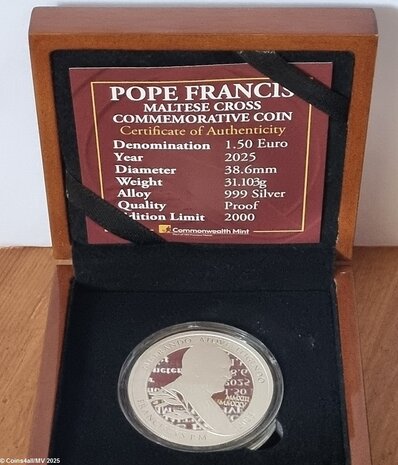 POPE FRANCIS
MALTESE CROSS
COMMEMORATIVE COIN
Certificate of Authenticity
Denomination 1.50 Euro
Year 2025
Diameter 38.6mm
Weight 31.103g
Alloy 999 Silver
Quality Proof
Edition Limit 2000
Commonwealth Mint
© Coins4all/MV 2025